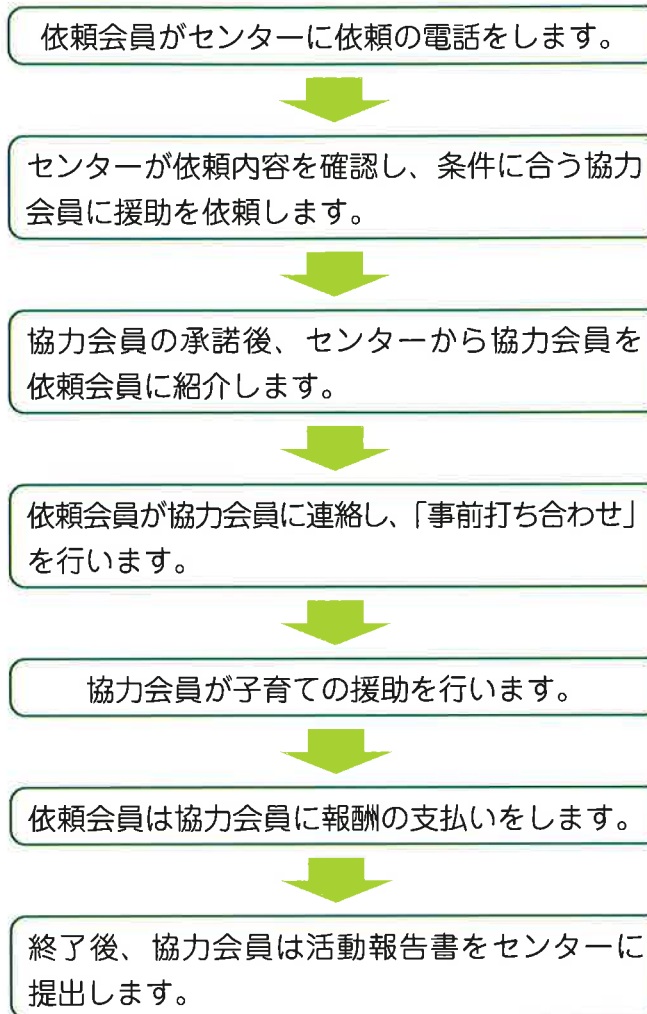 依頼会員がセンターに依頼の電話をします。
センターが依頼内容を確認し、条件に合う協力
会員に援助を依頼します。
協力会員の承諾後、センターから協力会員を
依頼会員に紹介します。
依頼会員が協力会員に連絡し、「事前打ち合わせ」
を行います。
協力会員が子育ての援助を行います。
依頼会員は協力会員に報酬の支払いをします。
終了後、協力会員は活動報告書をセンターに
提出します。